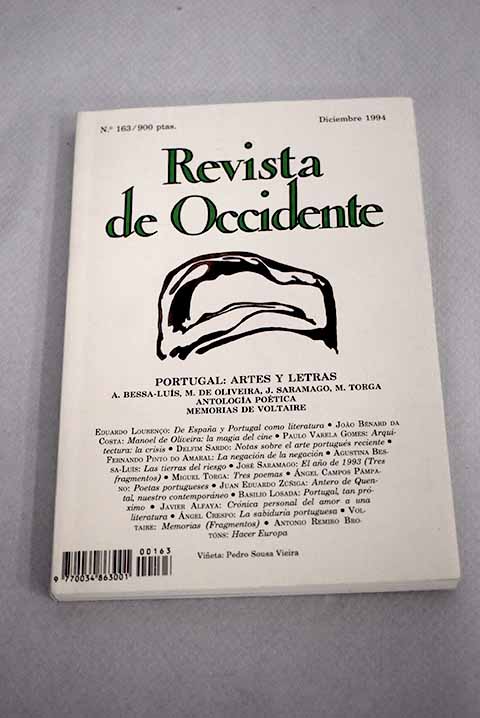 N.º 163/900 ptas.
Diciembre 1994
Revista
de Occidente
PORTUGAL: ARTES Y LETRAS
A. BESSA-LUÍS, M. DE OLIVEIRA, J. SARAMAGO, M. TORGA
ANTOLOGÍA POÉTICA
MEMORIAS DE VOLTAIRE
EDUARDO LOURENÇO: De España y Portugal como literatura • JOÃO BÉNARD DA
COSTA: Manoel de Oliveira: la magia del cine • PAULO VARELA GOMES: Arqui-
tectura: la crisis • DELFIM SARDO: Notas sobre el arte portugués reciente •
FERNANDO PINTO DO AMARAL: La negación de la negación • AGUSTINA BES-
SA-LUÍS: Las tierras del riesgo • JOSÉ SARAMAGO: El año de 1993 (Tres
fragmentos) • MIGUEL TORGA: Tres poemas • ÁNGEL CAMPOS PÁMPA-
NO: Poetas portugueses • JUAN EDUARDO ZÚÑIGA: Antero de Quen-
tal, nuestro contemporáneo • BASILIO LOSADA: Portugal, tan pró-
ximo • JAVIER ALFAYA: Crónica personal del amor a una
literatura • ÁNGEL CRESPO: La sabiduría portuguesa • VOL-
TAIRE: Memorias (Fragmentos) • ANTONIO REMIRO BRO-
TÓNS: Hacer Europa
00163
9 770034 863001
Viñeta: Pedro Sousa Vieira